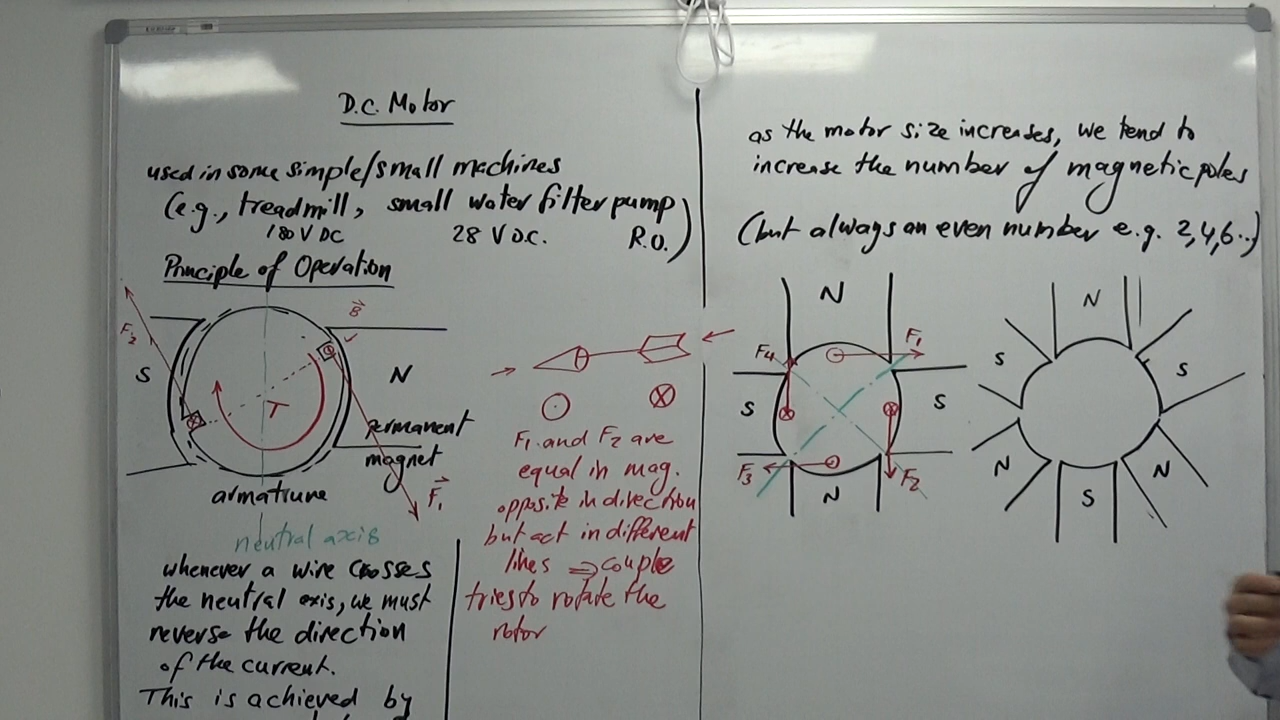 D.C. Motor
used in some simple/small machines
(e.g., treadmill, small water filter pump)
180 V DC 28 V DC. R.O.
Principle of Operation
B
F₂
S
N
T
permanent
magnet
F₁
armatiure
neutral axis
whenever a wire crosses
the neutral axis, we must
reverse the direction
of the current.
This is achieved by
F₁ and F₂ are
equal in mag.
opposite in direction
but act in different
lines ⇒ couple
tries to rotate the
rotor
as the motor size increases, we tend to
increase the number of magnetic poles
(but always an even number e.g. 2,4,6..)
N
F₄
F₁
S
S
F₃
F₂
N
N
S
S
N
N
S